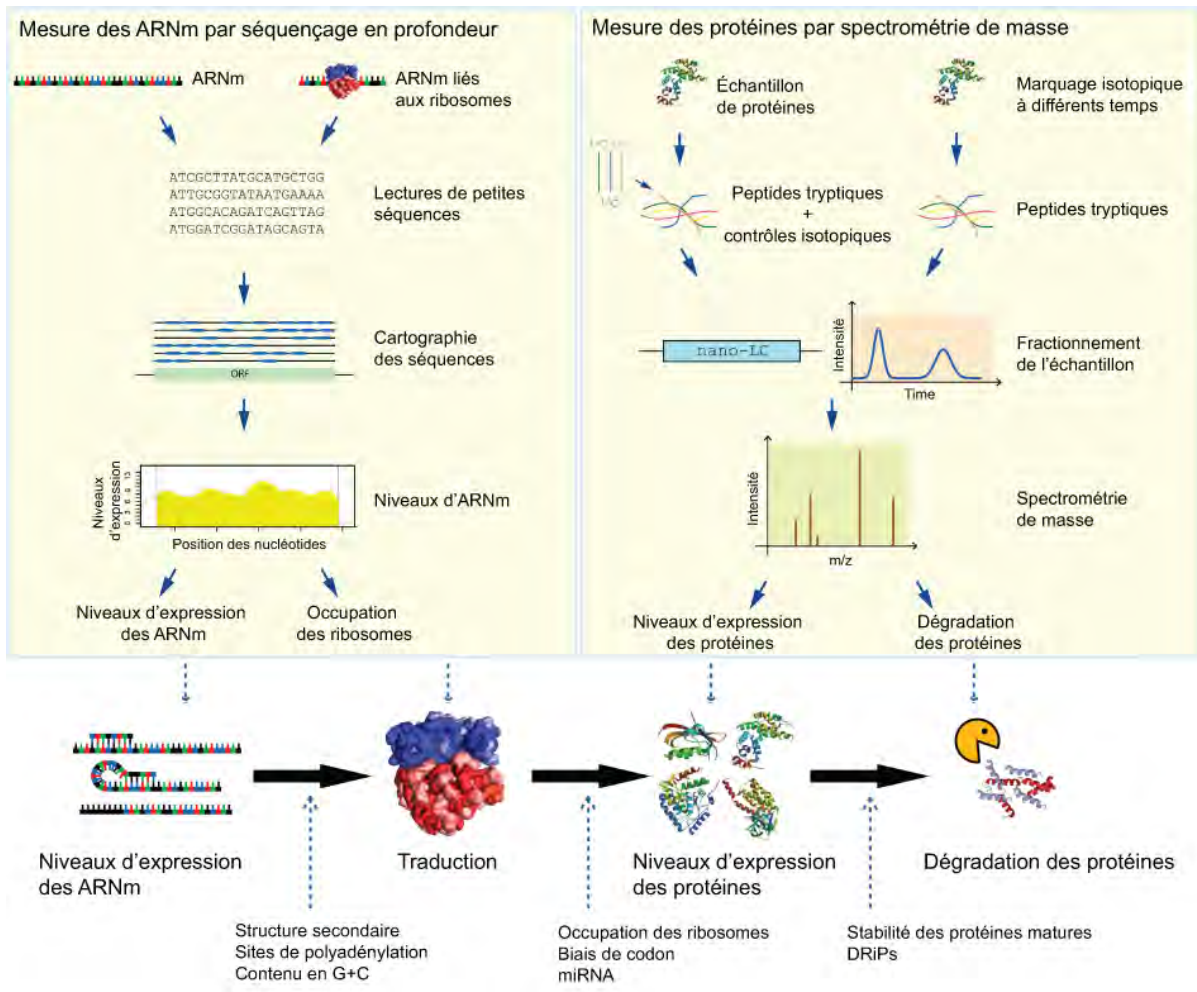 Mesure des ARNm par séquençage en profondeur
ARNm
ARNm liés
aux ribosomes
ATCGCTTATGCATGCTGG
ATTGCGGTATAATGAAAA
ATGGCACAGATCAGTTAG
ATGGATCGGATAGCAGTA
Lectures de petites
séquences
Cartographie
des séquences
ORF
Niveaux
d'expression
Niveaux d'ARNm
Position des nucléotides
Niveaux d'expression
des ARNm
Occupation
des ribosomes
Mesure des protéines par spectrométrie de masse
Échantillon
de protéines
Marquage isotopique
à différents temps
Peptides tryptiques
+
contrôles isotopiques
Peptides tryptiques
nano-LC
Intensité
Time
Fractionnement
de l'échantillon
Intensité
m/z
Spectrométrie
de masse
Niveaux d'expression
des protéines
Dégradation
des protéines
Niveaux d'expression
des ARNm
Traduction
Niveaux d'expression
des protéines
Dégradation des protéines
Structure secondaire
Sites de polyadénylation
Contenu en G+C
Occupation des ribosomes
Biais de codon
miRNA
Stabilité des protéines matures
DRiPs